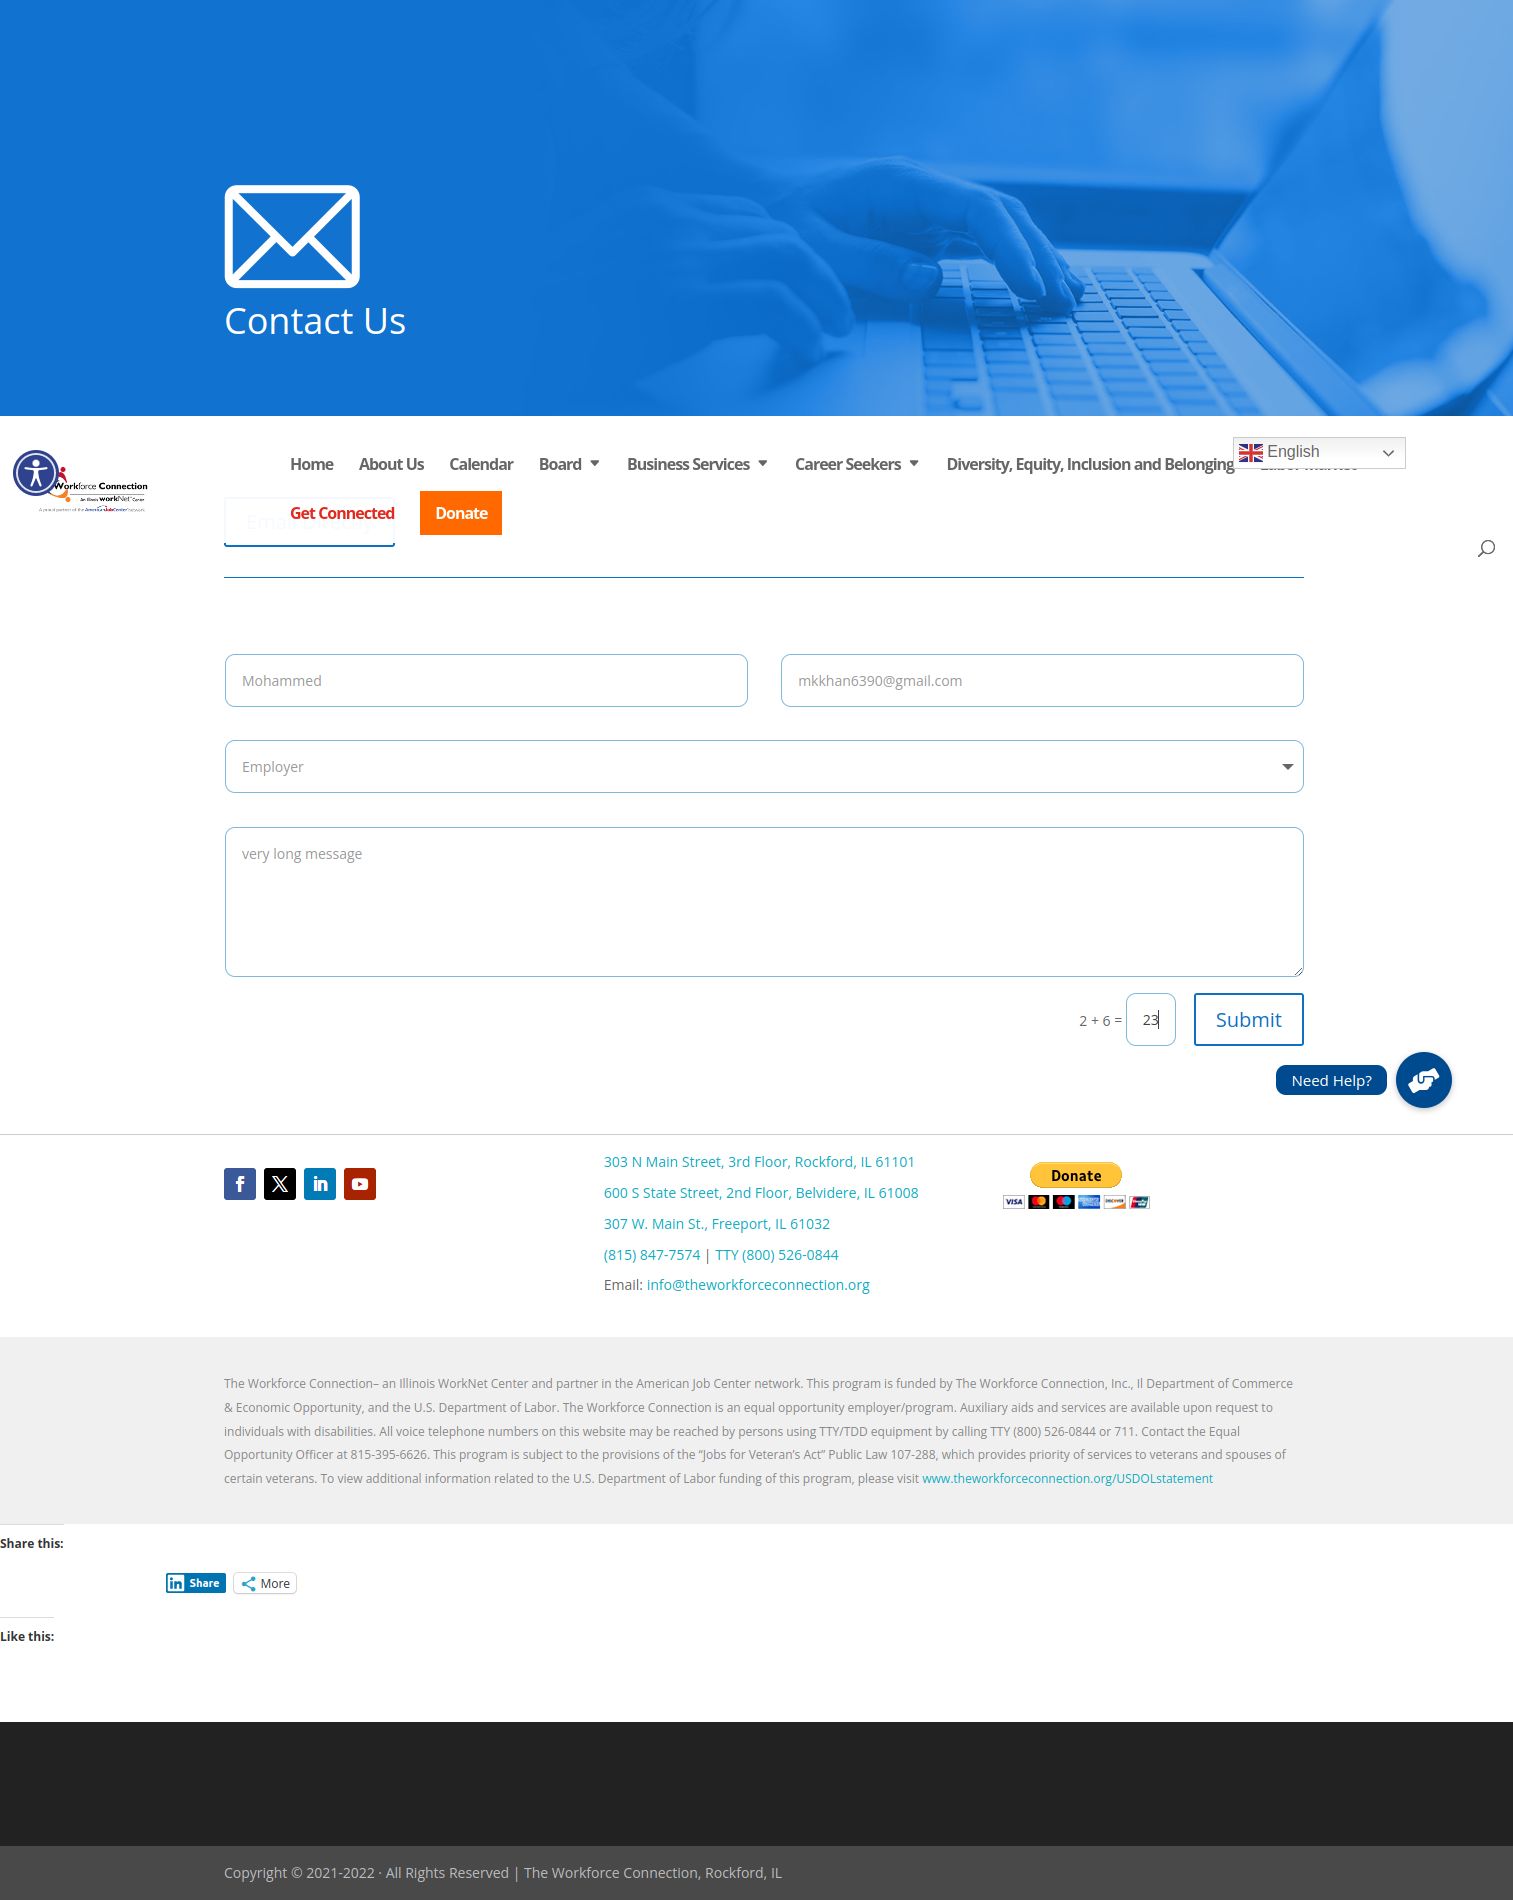 Contact Us
Workforce Connection
An Illinois workNet Center
A proud partner of the AmericanJobCenter network
Home About Us Calendar Board Business Services Career Seekers Diversity, Equity, Inclusion and Belonging
English
Get Connected Donate
Mohammed mkkhan6390@gmail.com
Employer
very long message
2 + 6 = 23 Submit
Need Help?
303 N Main Street, 3rd Floor, Rockford, IL 61101
600 S State Street, 2nd Floor, Belvidere, IL 61008
307 W. Main St., Freeport, IL 61032
(815) 847-7574 | TTY (800) 526-0844
Email: info@theworkforceconnection.org
Donate
VISA
The Workforce Connection– an Illinois WorkNet Center and partner in the American Job Center network. This program is funded by The Workforce Connection, Inc., Il Department of Commerce
& Economic Opportunity, and the U.S. Department of Labor. The Workforce Connection is an equal opportunity employer/program. Auxiliary aids and services are available upon request to
individuals with disabilities. All voice telephone numbers on this website may be reached by persons using TTY/TDD equipment by calling TTY (800) 526-0844 or 711. Contact the Equal
Opportunity Officer at 815-395-6626. This program is subject to the provisions of the “Jobs for Veteran’s Act” Public Law 107-288, which provides priority of services to veterans and spouses of
certain veterans. To view additional information related to the U.S. Department of Labor funding of this program, please visit www.theworkforceconnection.org/USDOLstatement
Share this:
in Share More
Like this:
Copyright © 2021-2022 · All Rights Reserved | The Workforce Connection, Rockford, IL